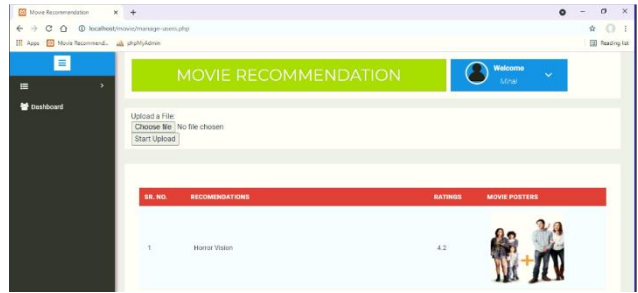 Movie Recommendation
localhost/movie/manage-users.php
Apps
Movie Recommend...
phpMyAdmin
Reading list
MOVIE RECOMMENDATION
Welcome
Dashboard
Upload a File:
Choose file No file chosen
Start Upload
SR. NO. RECOMENDATIONS RATINGS MOVIE POSTERS
1 Horror Vision 4.2